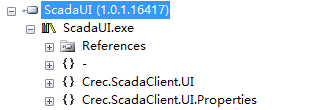 ScadaUI (1.0.1.16417)
ScadaUI.exe
References
{} -
{} Crec.ScadaClient.UI
{} Crec.ScadaClient.UI.Properties